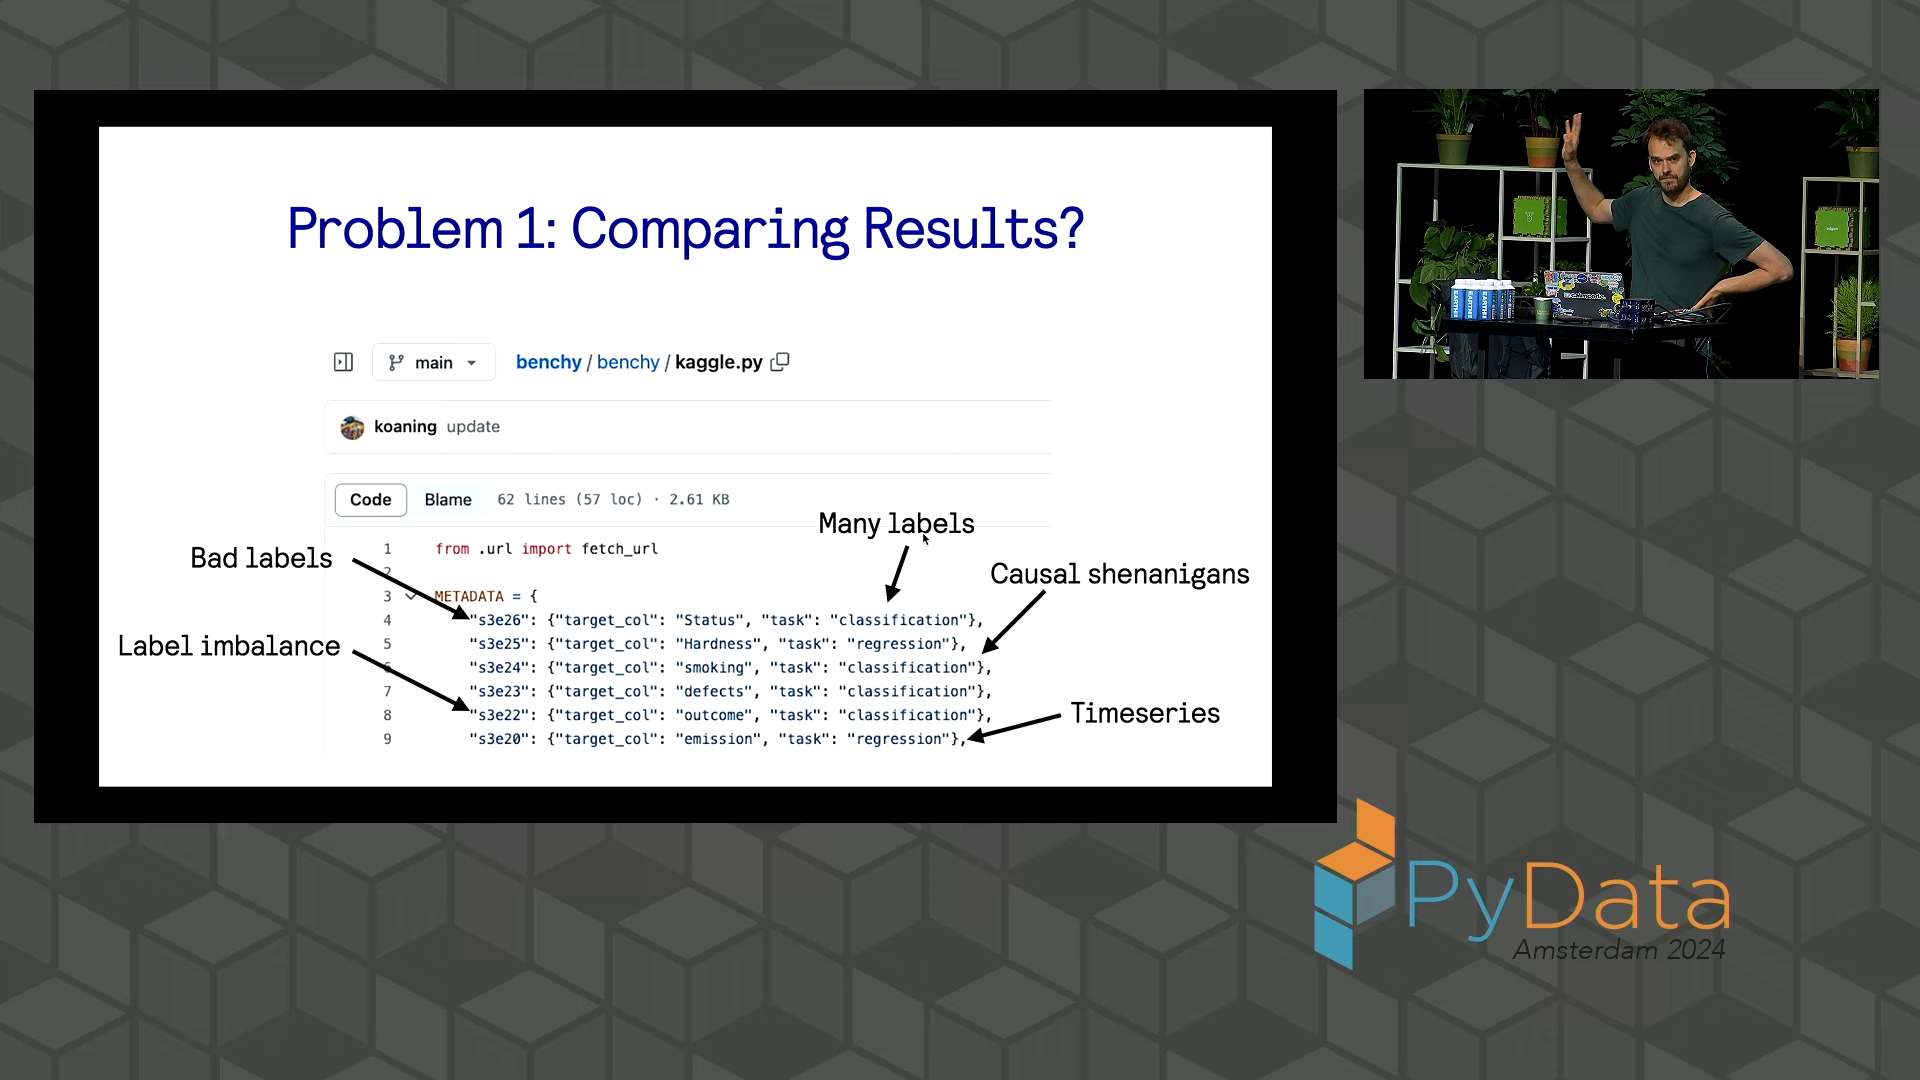 Problem 1: Comparing Results?
main
benchy / benchy / kaggle.py
koaning update
Code Blame 62 lines (57 loc) · 2.61 KB
Many labels
Bad labels
Causal shenanigans
Label imbalance
Timeseries
1 from .url import fetch_url
2
3 METADATA = {
4 "s3e26": {"target_col": "Status", "task": "classification"},
5 "s3e25": {"target_col": "Hardness", "task": "regression"},
6 "s3e24": {"target_col": "smoking", "task": "classification"},
7 "s3e23": {"target_col": "defects", "task": "classification"},
8 "s3e22": {"target_col": "outcome", "task": "classification"},
9 "s3e20": {"target_col": "emission", "task": "regression"},
EARTH
EARTH
EARTH
PyData
Amsterdam 2024